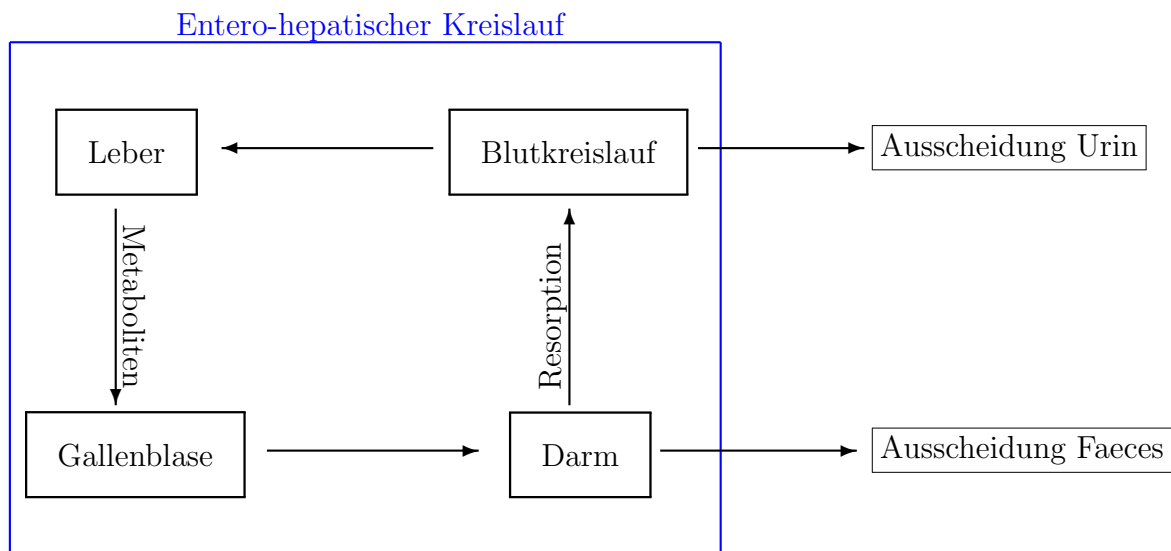 Entero-hepatischer Kreislauf
Leber
Blutkreislauf
Ausscheidung Urin
Metaboliten
Resorption
Gallenblase
Darm
Ausscheidung Faeces